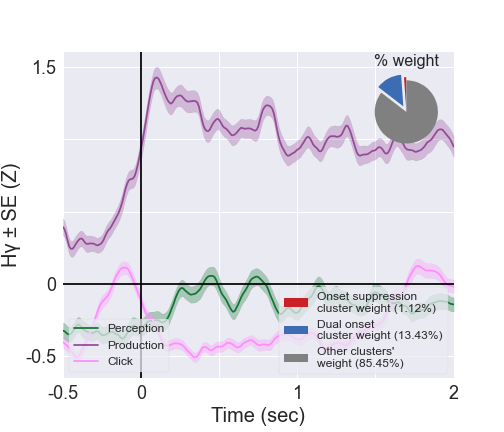 % weight
1.5
0
-0.5
Hγ ± SE (Z)
Perception
Production
Click
Onset suppression
cluster weight (1.12%)
Dual onset
cluster weight (13.43%)
Other clusters'
weight (85.45%)
-0.5
0
1
2
Time (sec)